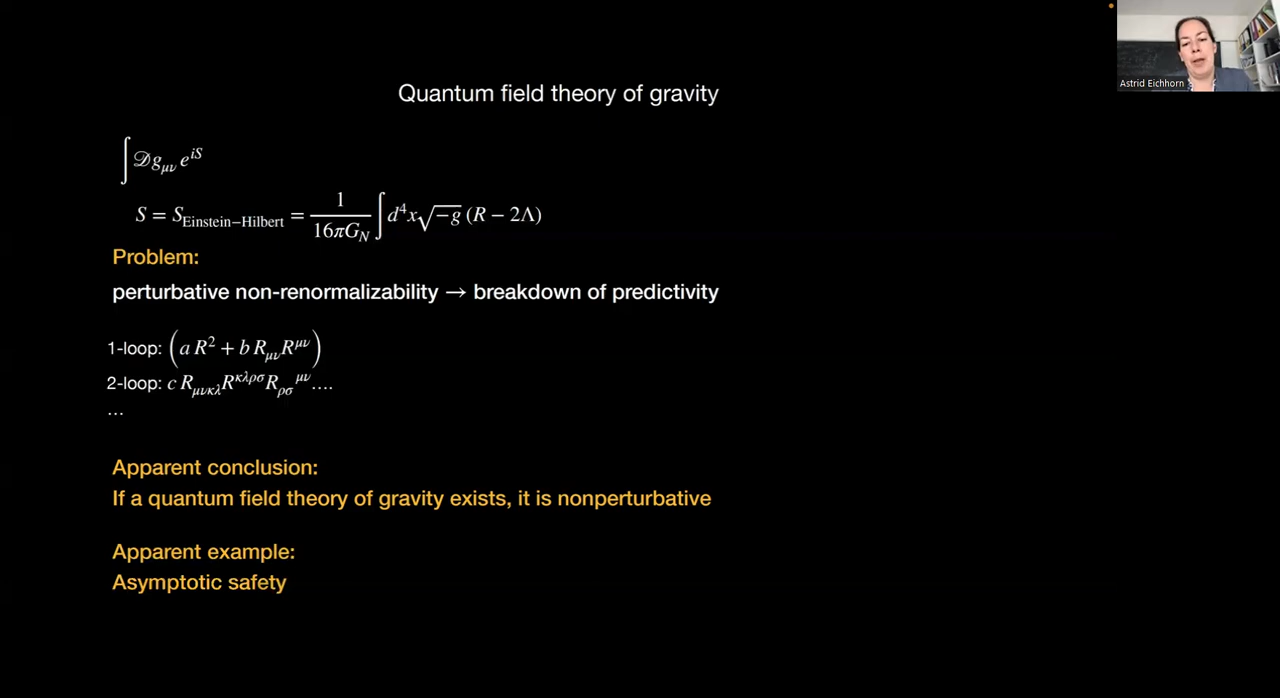 Astrid Eichhorn
Quantum field theory of gravity
∫ 𝒟g_μν e^{iS}
S = S_{Einstein−Hilbert} = 1/(16πG_N) ∫ d⁴x √−g (R − 2Λ)
Problem:
perturbative non-renormalizability → breakdown of predictivity
1-loop: (a R² + b R_μν R^μν)
2-loop: c R_μνκλ R^κλρσ R_ρσ^μν ....
...
Apparent conclusion:
If a quantum field theory of gravity exists, it is nonperturbative
Apparent example:
Asymptotic safety